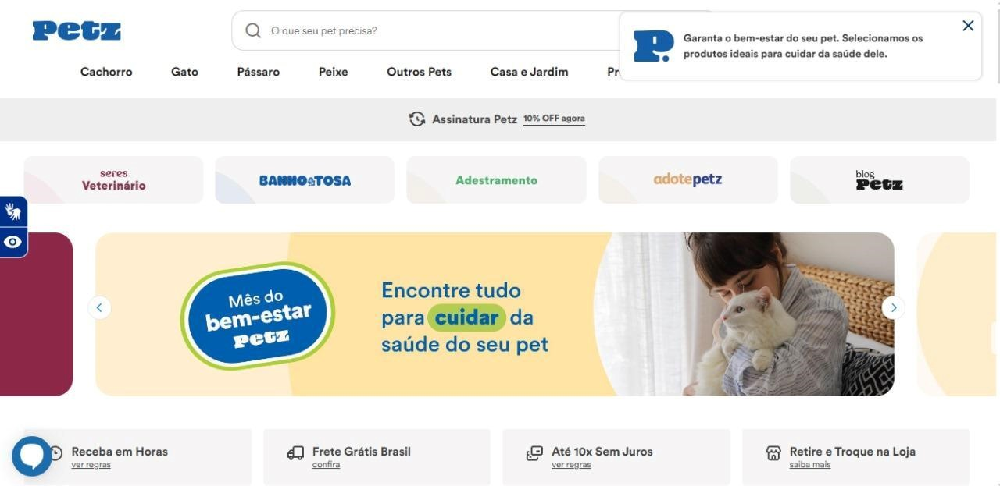 Petz
O que seu pet precisa?
P.
Garanta o bem-estar do seu pet. Selecionamos os
produtos ideais para cuidar da saúde dele.
Cachorro
Gato
Pássaro
Peixe
Outros Pets
Casa e Jardim
Assinatura Petz 10% OFF agora
seres
Veterinário
BANHO & TOSA
Adestramento
adotepetz
blog
Petz
Mês do
bem-estar
petz
Encontre tudo
para cuidar da
saúde do seu pet
Receba em Horas
ver regras
Frete Grátis Brasil
confira
Até 10x Sem Juros
ver regras
Retire e Troque na Loja
saiba mais